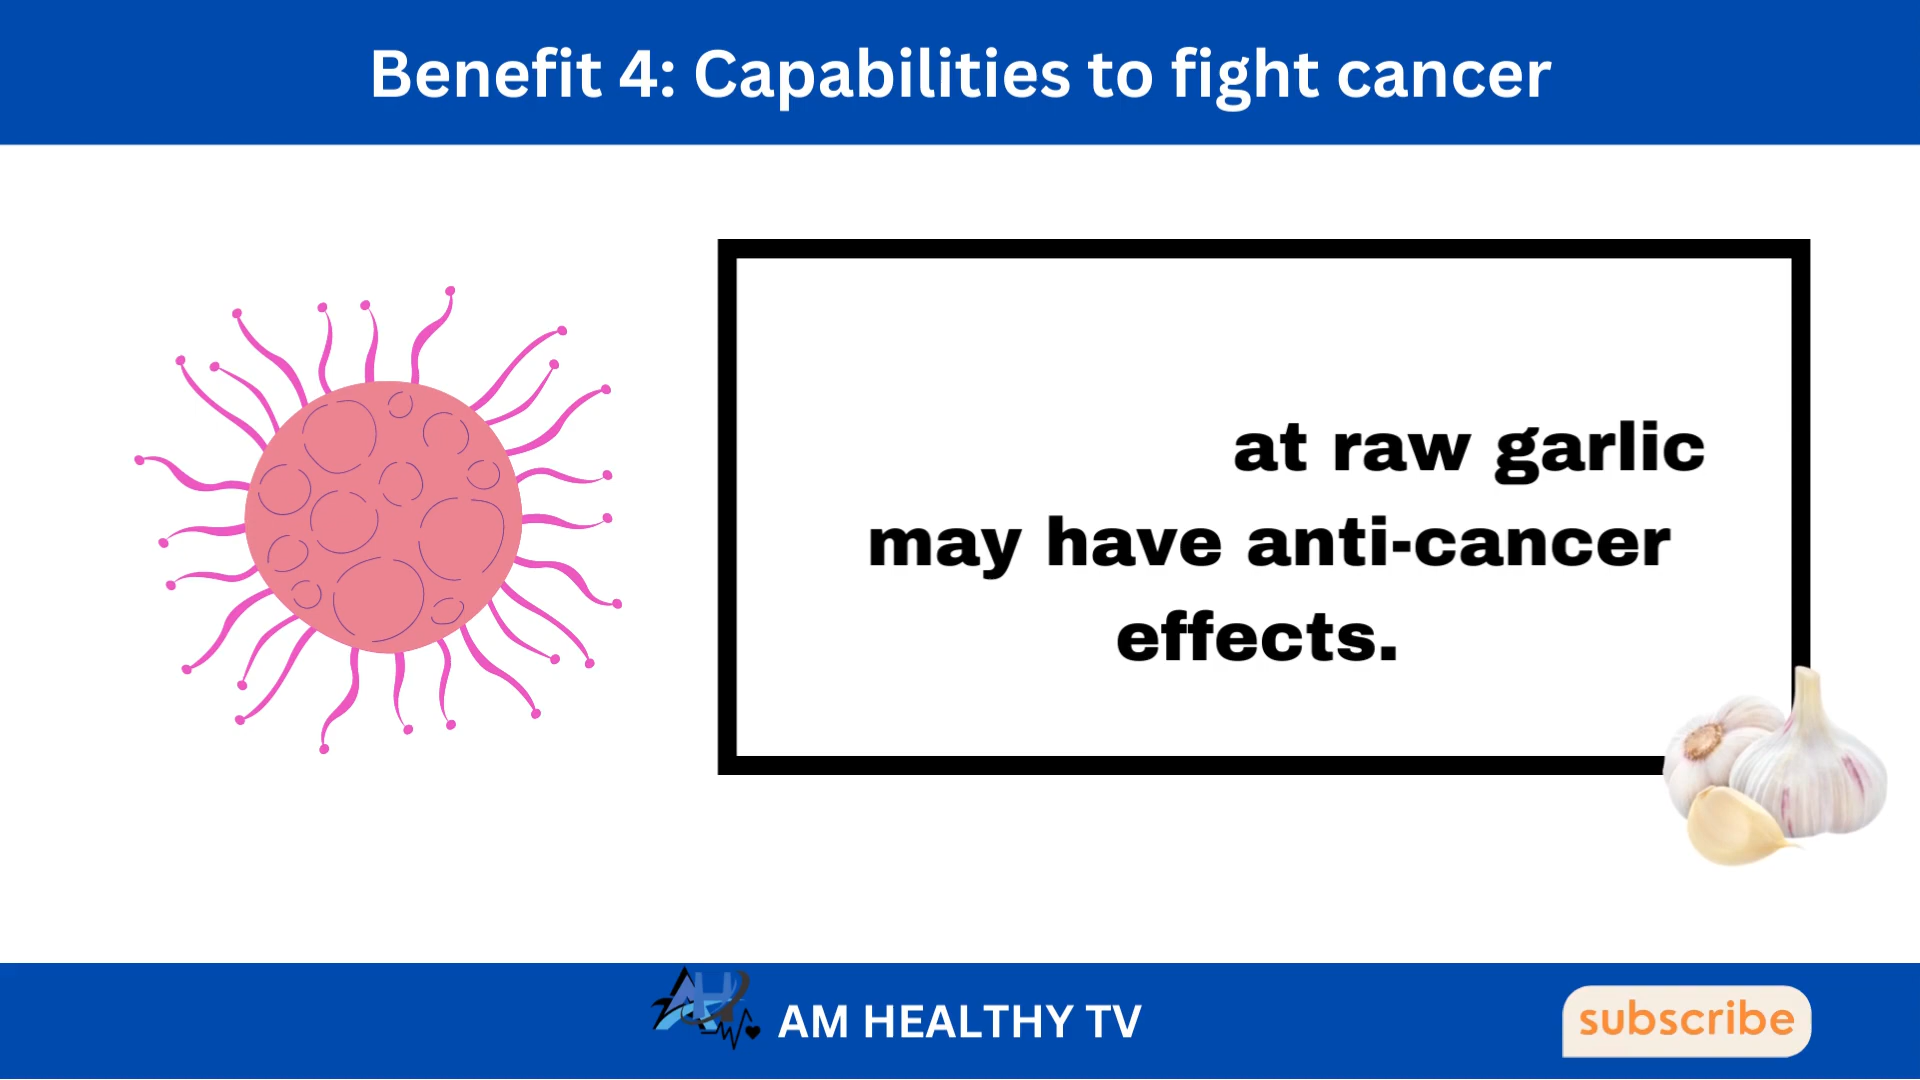 Benefit 4: Capabilities to fight cancer
at raw garlic
may have anti-cancer
effects.
AM HEALTHY TV
subscribe